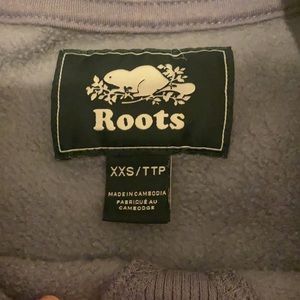 Roots
XXS/TTP
MADE IN CAMBODIA
FABRIQUÉ AU
CAMBODGE